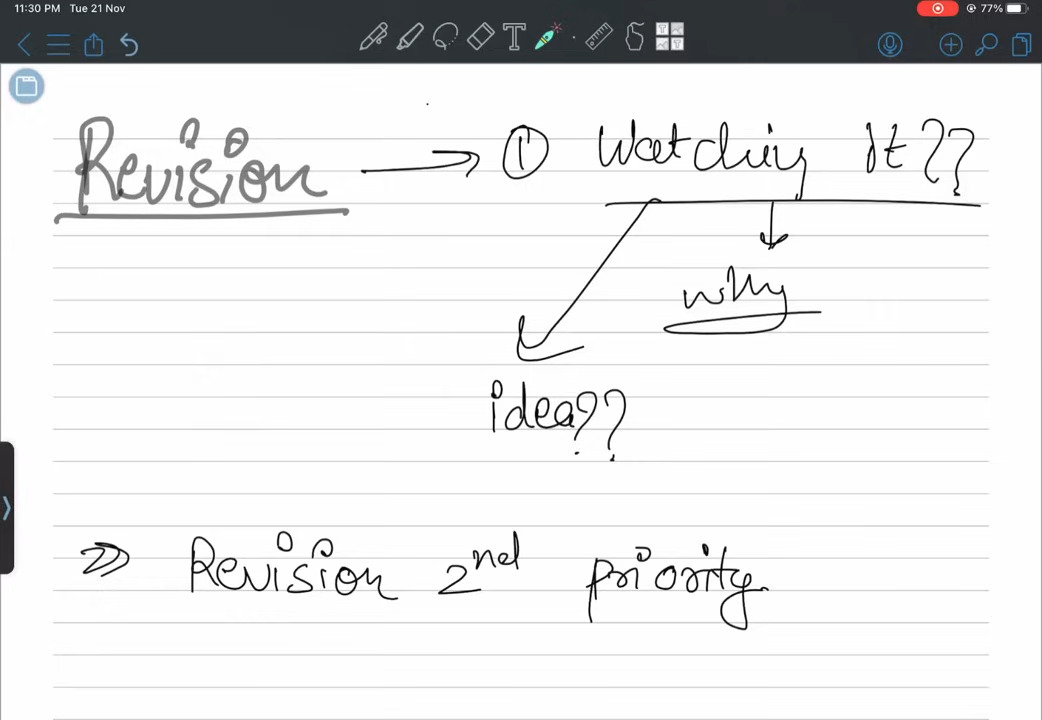 11:30 PM Tue 21 Nov
77%
Revision → ① Watching It??
why
idea??
>> Revision 2nd priority